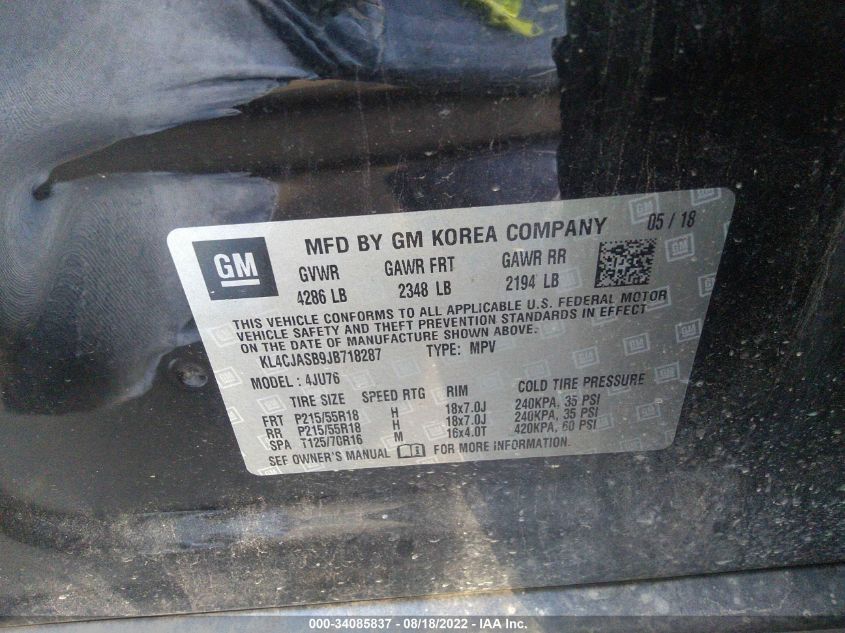 GM
MFD BY GM KOREA COMPANY 05 / 18
GVWR GAWR FRT GAWR RR
4286 LB 2348 LB 2194 LB
THIS VEHICLE CONFORMS TO ALL APPLICABLE U.S. FEDERAL MOTOR
VEHICLE SAFETY AND THEFT PREVENTION STANDARDS IN EFFECT
ON THE DATE OF MANUFACTURE SHOWN ABOVE.
KL4CJASB9JB718287 TYPE: MPV
MODEL: 4JU76
TIRE SIZE SPEED RTG RIM COLD TIRE PRESSURE
FRT P215/55R18 H 18x7.0J 240KPA, 35 PSI
RR P215/55R18 H 18x7.0J 240KPA, 35 PSI
SPA T125/70R16 M 16x4.0T 420KPA, 60 PSI
SEE OWNER'S MANUAL FOR MORE INFORMATION.
000-34085837 - 08/18/2022 - IAA Inc.